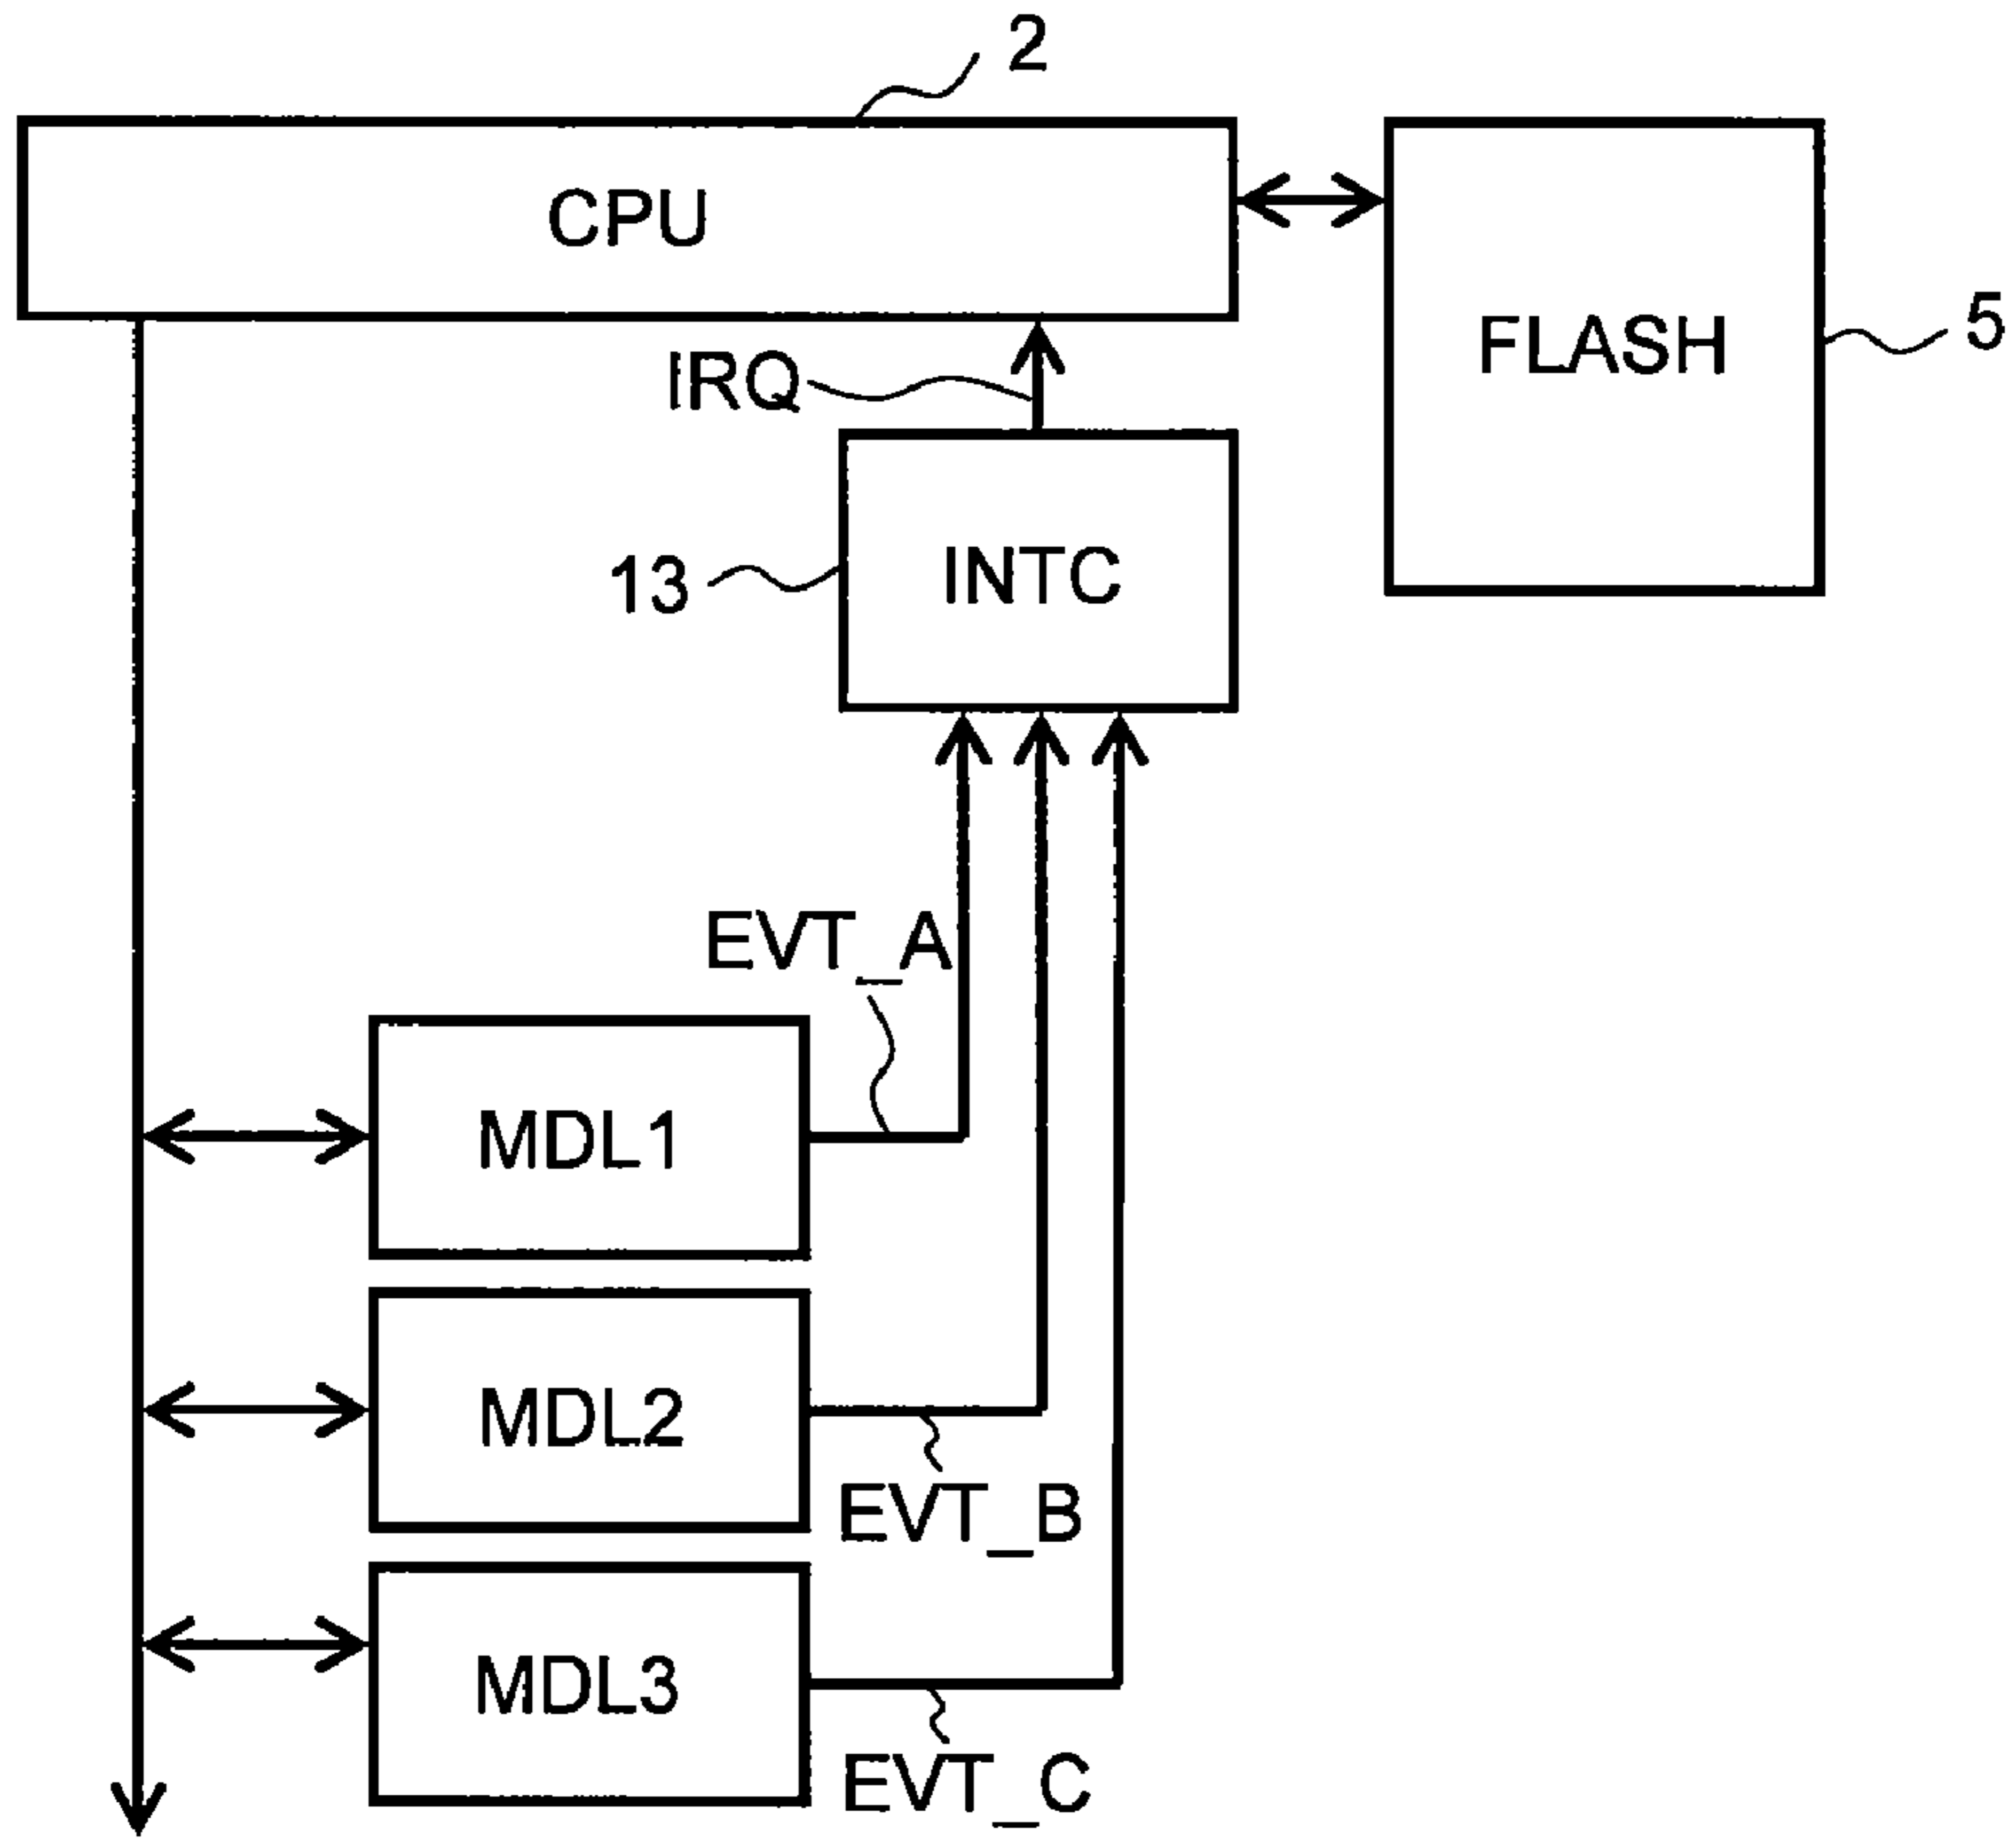 2
CPU
FLASH
5
IRQ
INTC
13
EVT_A
MDL1
MDL2
EVT_B
MDL3
EVT_C